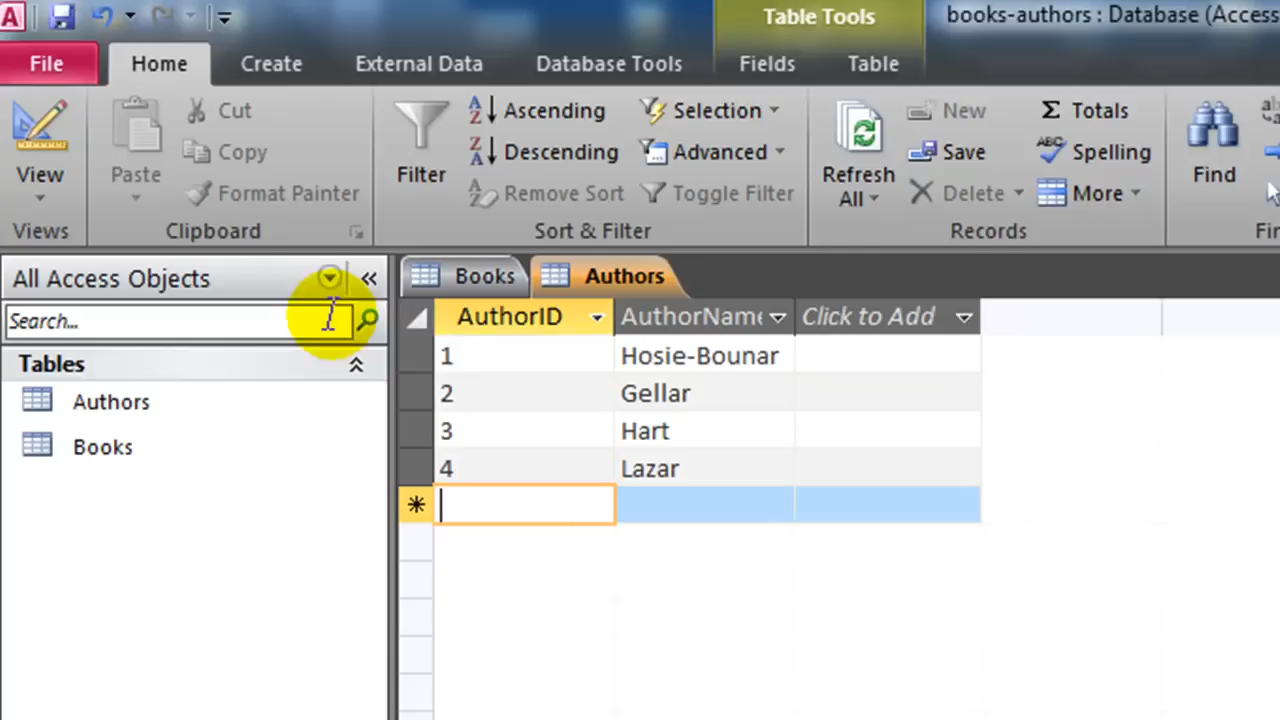 Table Tools
books-authors : Database (Access
File Home Create External Data Database Tools Fields Table
View Paste Cut Copy Format Painter
Filter Ascending Descending Remove Sort Selection Advanced Toggle Filter
Refresh All New Save Delete Totals Spelling More
Find
Views Clipboard Sort & Filter Records
All Access Objects
Search...
Tables
Authors
Books
Books Authors
AuthorID AuthorName Click to Add
1 Hosie-Bounar
2 Gellar
3 Hart
4 Lazar